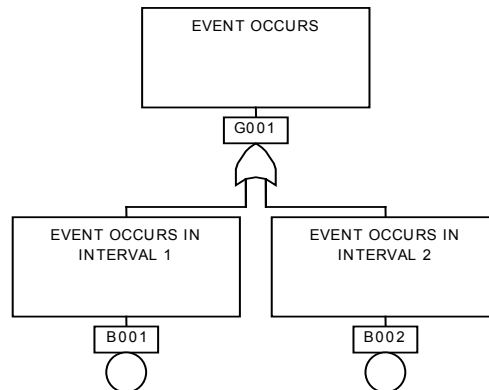 EVENT OCCURS
G001
EVENT OCCURS IN
INTERVAL 1
EVENT OCCURS IN
INTERVAL 2
B001
B002